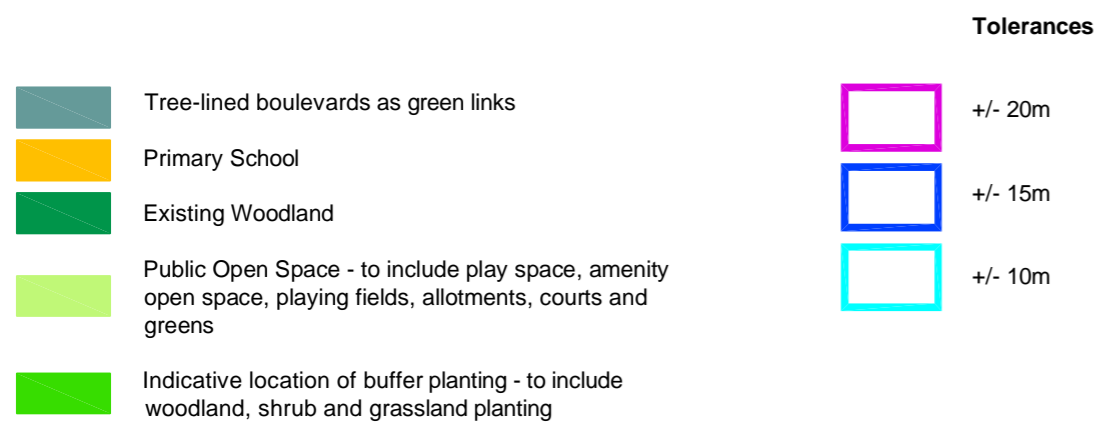 Tolerances
Tree-lined boulevards as green links
Primary School
Existing Woodland
Public Open Space - to include play space, amenity
open space, playing fields, allotments, courts and
greens
Indicative location of buffer planting - to include
woodland, shrub and grassland planting
+/- 20m
+/- 15m
+/- 10m